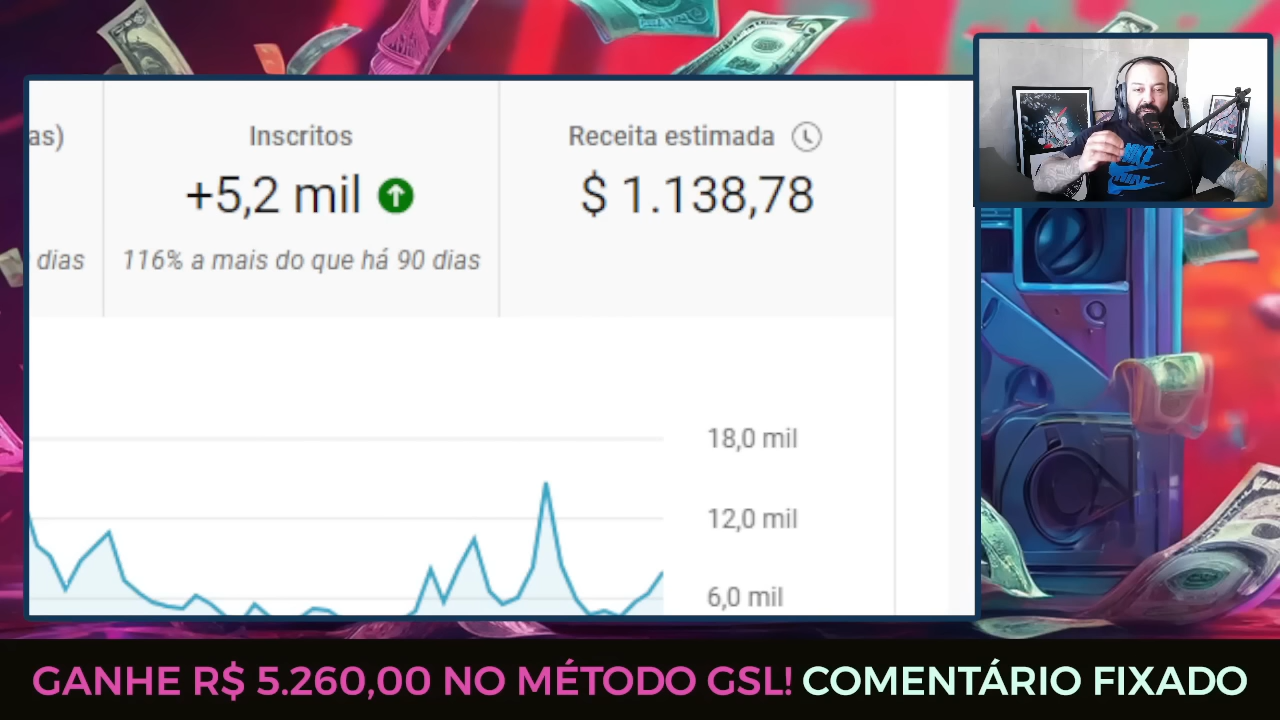 as)
Inscritos
Receita estimada
+5,2 mil
$ 1.138,78
dias
116% a mais do que há 90 dias
18,0 mil
12,0 mil
6,0 mil
GANHE R$ 5.260,00 NO MÉTODO GSL! COMENTÁRIO FIXADO